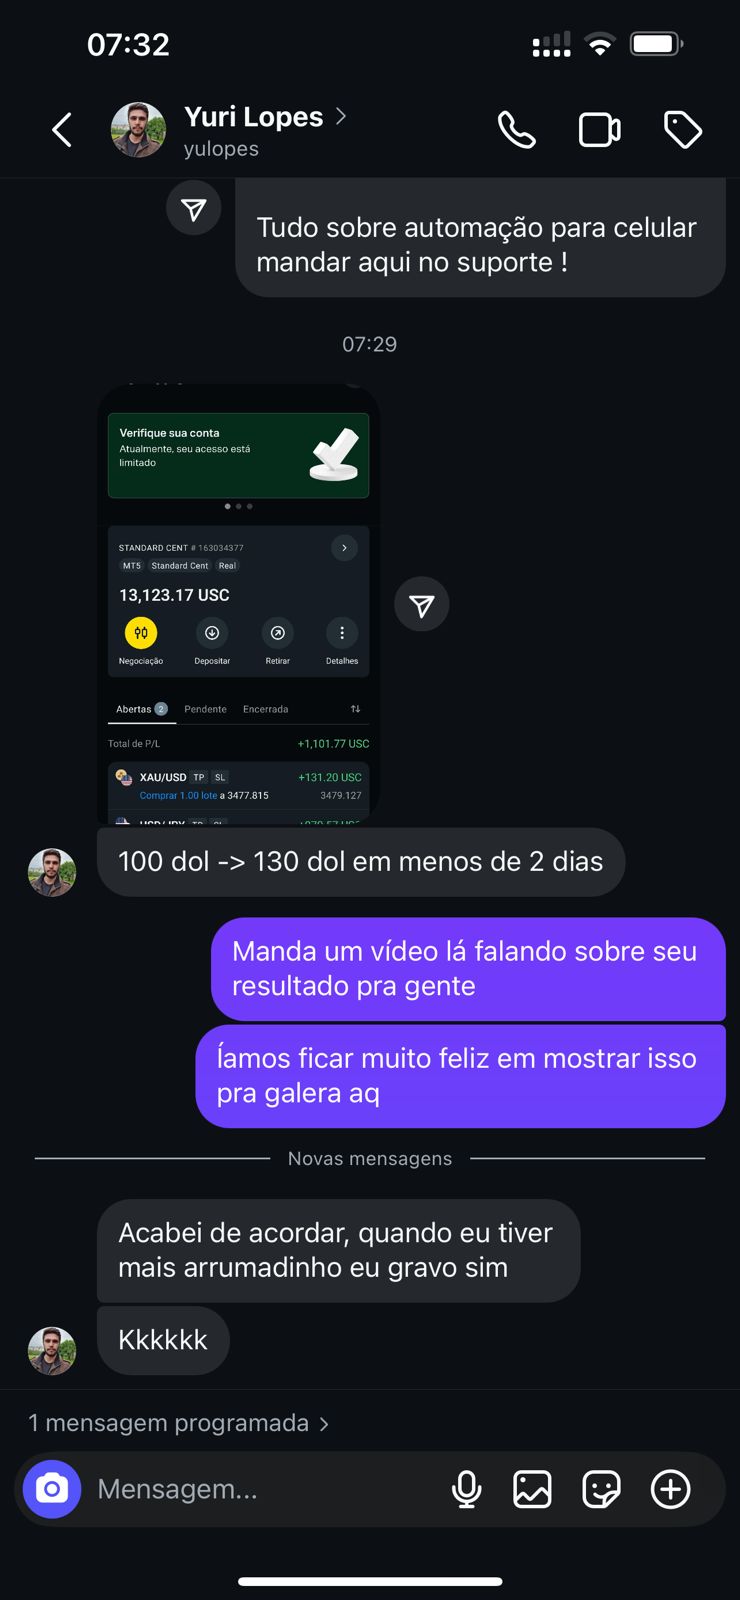 07:32
Yuri Lopes
yulopes
Tudo sobre automação para celular
mandar aqui no suporte !
07:29
Verifique sua conta
Atualmente, seu acesso está
limitado
STANDARD CENT # 163034377
MT5 Standard Cent Real
13,123.17 USC
Negociação Depositar Retirar Detalhes
Abertas 2 Pendente Encerrada
Total de P/L +1,101.77 USC
XAU/USD TP SL +131.20 USC
Comprar 1.00 lote a 3477.815 3479.127
100 dol -> 130 dol em menos de 2 dias
Manda um vídeo lá falando sobre seu
resultado pra gente
Íamos ficar muito feliz em mostrar isso
pra galera aq
Novas mensagens
Acabei de acordar, quando eu tiver
mais arrumadinho eu gravo sim
Kkkkkk
1 mensagem programada
Mensagem...